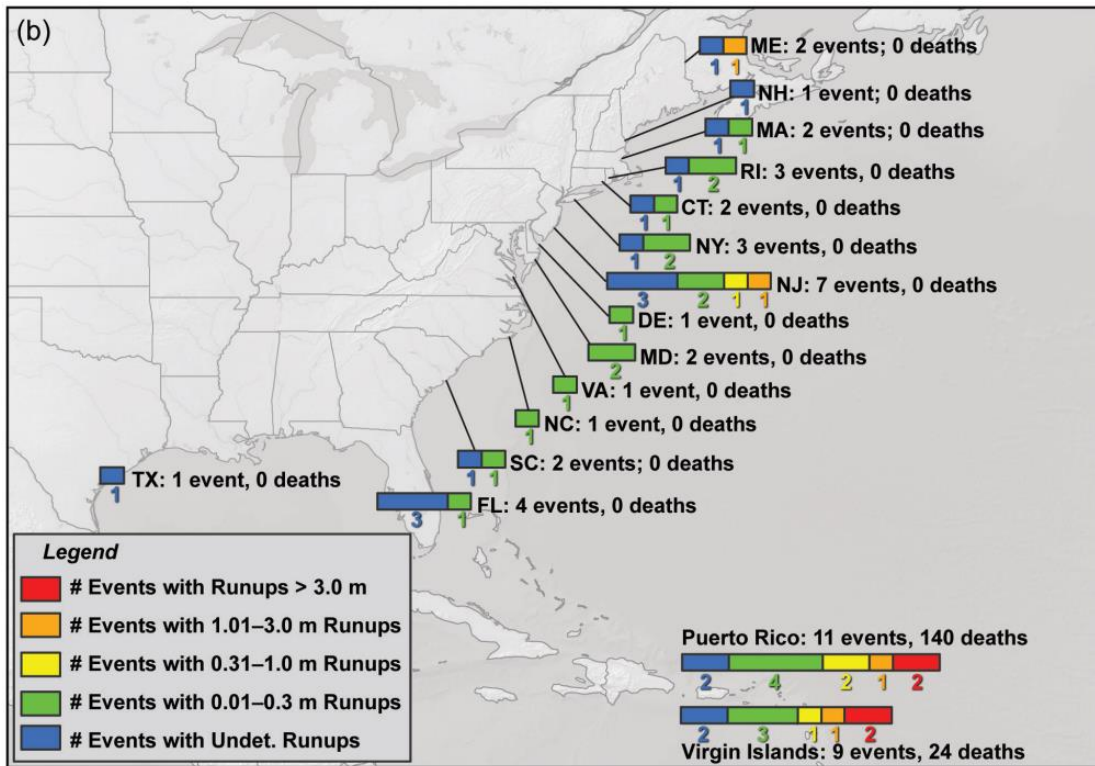 (b)
ME: 2 events; 0 deaths
1 1
NH: 1 event; 0 deaths
1
MA: 2 events; 0 deaths
1 1
RI: 3 events, 0 deaths
1 2
CT: 2 events, 0 deaths
1 1
NY: 3 events, 0 deaths
1 2
NJ: 7 events, 0 deaths
3 2 1 1
DE: 1 event, 0 deaths
1
MD: 2 events, 0 deaths
2
VA: 1 event, 0 deaths
1
NC: 1 event, 0 deaths
1
SC: 2 events; 0 deaths
1 1
TX: 1 event, 0 deaths
1
FL: 4 events, 0 deaths
3 1
Legend
# Events with Runups > 3.0 m
# Events with 1.01–3.0 m Runups
# Events with 0.31–1.0 m Runups
# Events with 0.01–0.3 m Runups
# Events with Undet. Runups
Puerto Rico: 11 events, 140 deaths
2 4 2 1 2
2 3 1 1 2
Virgin Islands: 9 events, 24 deaths